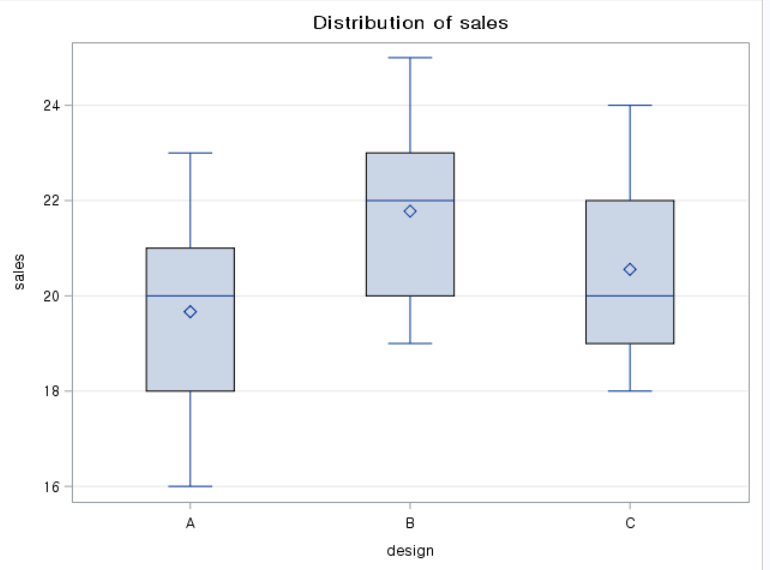 Distribution of sales
24
22
20
18
16
sales
A B C
design